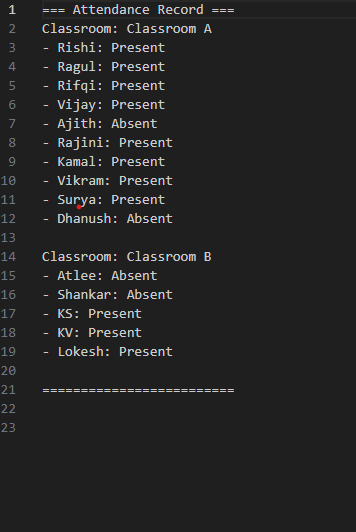 1 === Attendance Record ===
2 Classroom: Classroom A
3 - Rishi: Present
4 - Ragul: Present
5 - Rifqi: Present
6 - Vijay: Present
7 - Ajith: Absent
8 - Rajini: Present
9 - Kamal: Present
10 - Vikram: Present
11 - Surya: Present
12 - Dhanush: Absent
13
14 Classroom: Classroom B
15 - Atlee: Absent
16 - Shankar: Absent
17 - KS: Present
18 - KV: Present
19 - Lokesh: Present
20
21 =========================
22
23